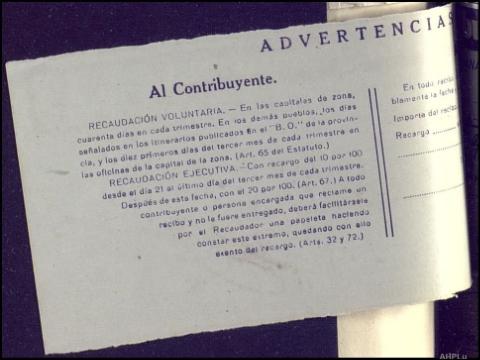 ADVERTENCIAS
Al Contribuyente.
RECAUDACIÓN VOLUNTARIA. — En las capitales de zona,
cuarenta días en cada trimestre. En los demás pueblos, los días
señalados en los itinerarios publicados en el "B. O." de la provin-
cia, y los diez primeros días del tercer mes de cada trimestre en
las oficinas de la capital de la zona. (Art. 65 del Estatuto.)
RECAUDACIÓN EJECUTIVA.—Con recargo del 10 por 100
desde el día 21 al último día del tercer mes de cada trimestre.
Después de esta fecha, con el 20 por 100. (Art. 67.) A todo
contribuyente o persona encargada que reclame un
recibo y no le fuere entregado, deberá facilitársele
por el Recaudador una papeleta haciendo
constar este extremo, quedando con ello
exento del recargo. (Arts. 32 y 72.)
En todo recibo
blemente la fecha
Importe del recibo
Recargo
AHPLu